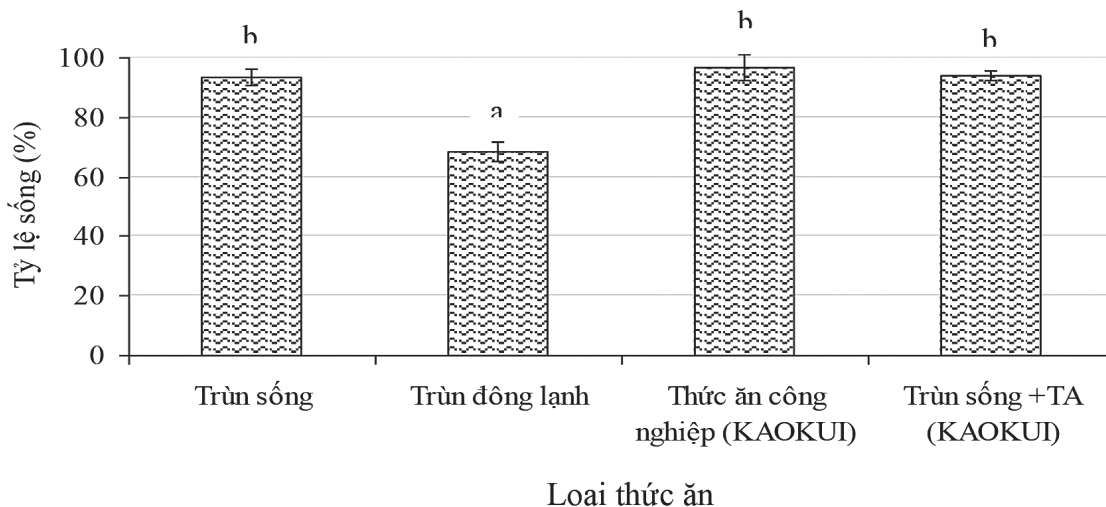 b
b
b
a
100
80
60
40
20
0
Tỷ lệ sống (%)
Trùn sống
Trùn đông lạnh
Thức ăn công
nghiệp (KAOKUI)
Trùn sống +TA
(KAOKUI)
Loai thức ăn